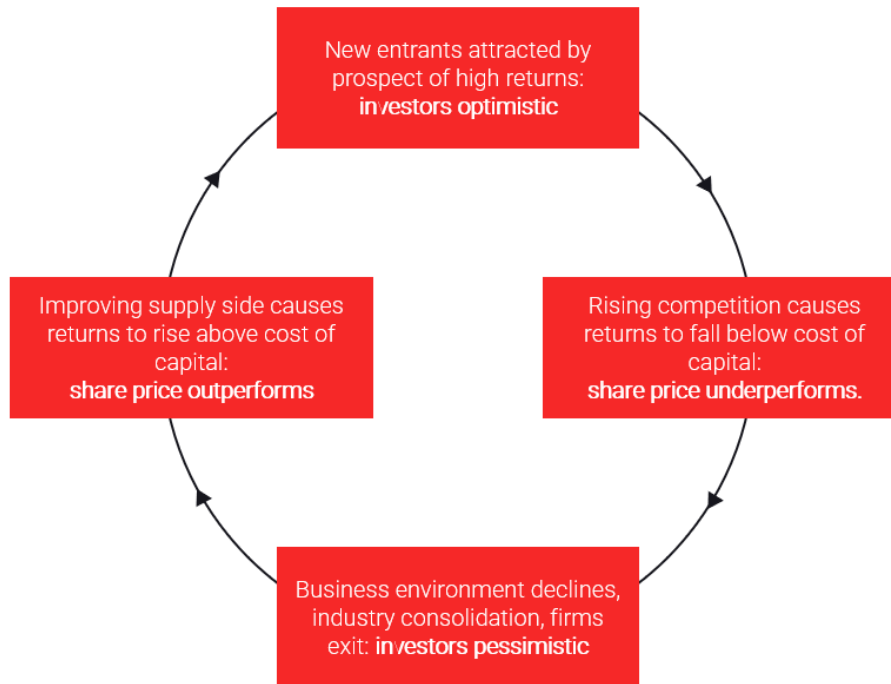 New entrants attracted by
prospect of high returns:
investors optimistic
Improving supply side causes
returns to rise above cost of
capital:
share price outperforms
Rising competition causes
returns to fall below cost of
capital:
share price underperforms.
Business environment declines,
industry consolidation, firms
exit: investors pessimistic